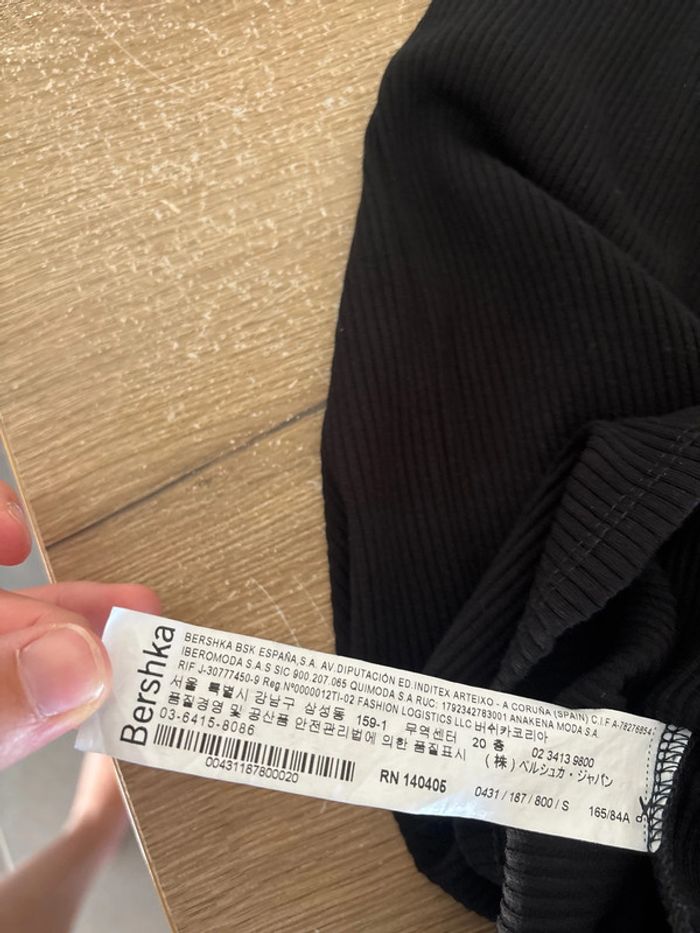 Bershka
BERSHKA BSK ESPAÑA,S.A. AV.DIPUTACIÓN ED.INDITEX ARTEIXO - A CORUÑA (SPAIN) C.I.F A-78276854
IBEROMODA S.A.S SIC 900.207.065 QUIMODA S.A RUC: 1792342783001 ANAKENA MODA S.A.
RIF J-30777450-9 Reg.Nº0000012TI-02 FASHION LOGISTICS LLC 버쉬카코리아
서울 특별시 강남구 삼성동 159-1 무역센터 20 층 02 3413 9800
품질경영 및 공산품 안전관리법에 의한 품질표시 (株) ベルシュカ・ジャパン
03-6415-8086
00431187800020
RN 140405
0431 / 187 / 800 / S 165/84A